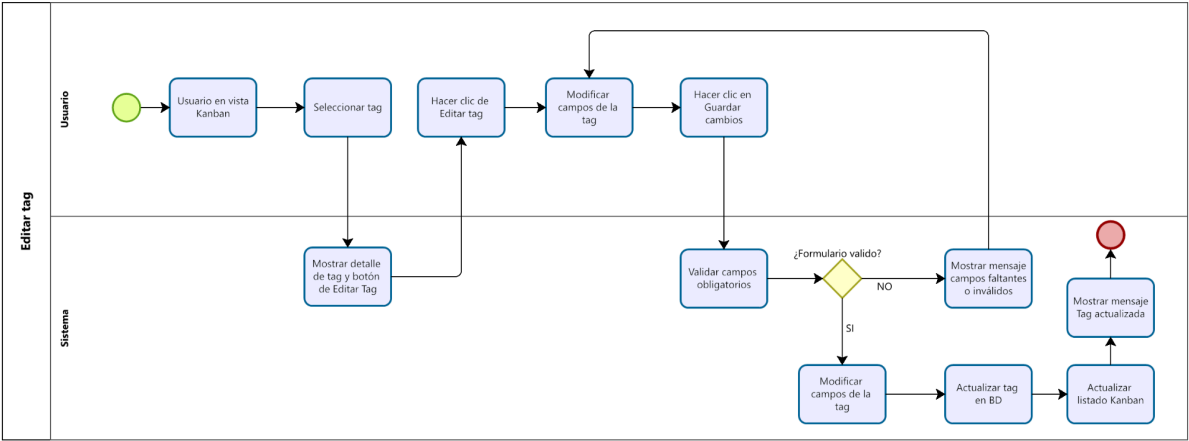 Editar tag
Usuario
Usuario en vista
Kanban
Seleccionar tag
Hacer clic de
Editar tag
Modificar
campos de la
tag
Hacer clic en
Guardar
cambios
Sistema
Mostrar detalle
de tag y botón
de Editar Tag
Validar campos
obligatorios
¿Formulario valido?
NO
SI
Mostrar mensaje
campos faltantes
o inválidos
Modificar
campos de la
tag
Actualizar tag
en BD
Actualizar
listado Kanban
Mostrar mensaje
Tag actualizada